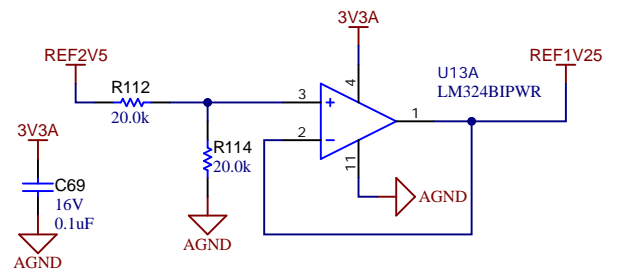 3V3A
REF2V5
REF1V25
U13A
LM324BIPWR
R112
20.0k
3
4
1
2
11
R114
20.0k
3V3A
C69
16V
0.1uF
AGND
AGND
AGND